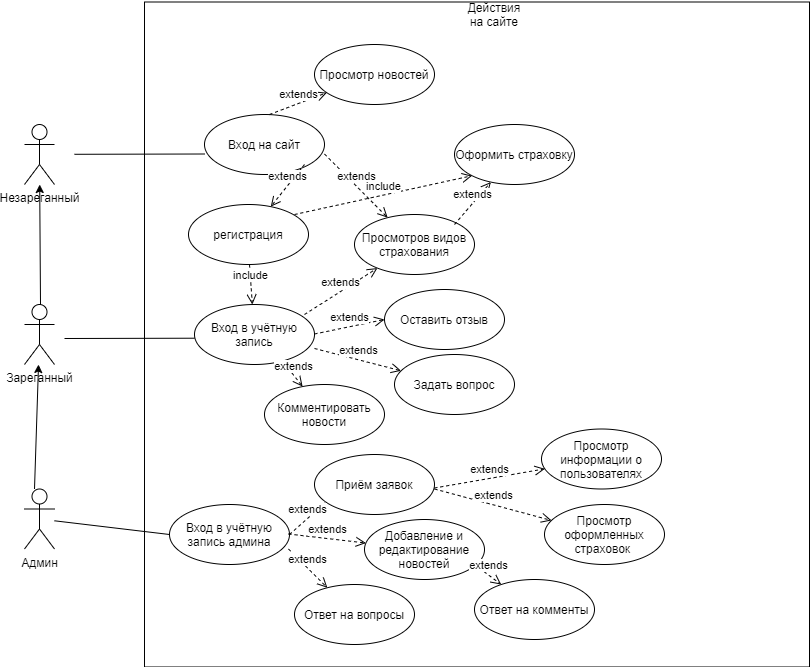 Действия
на сайте
Просмотр новостей
extends
Вход на сайт
Оформить страховку
extends
extends
include
extends
Незареганный
регистрация
Просмотров видов
страхования
include
extends
Вход в учётную
запись
extends
Оставить отзыв
extends
extends
Задать вопрос
Зареганный
Комментировать
новости
Просмотр
информации о
пользователях
extends
Приём заявок
extends
extends
Вход в учётную
запись админа
extends
Добавление и
редактирование
новостей
Просмотр
оформленных
страховок
Админ
extends
extends
Ответ на вопросы
Ответ на комменты